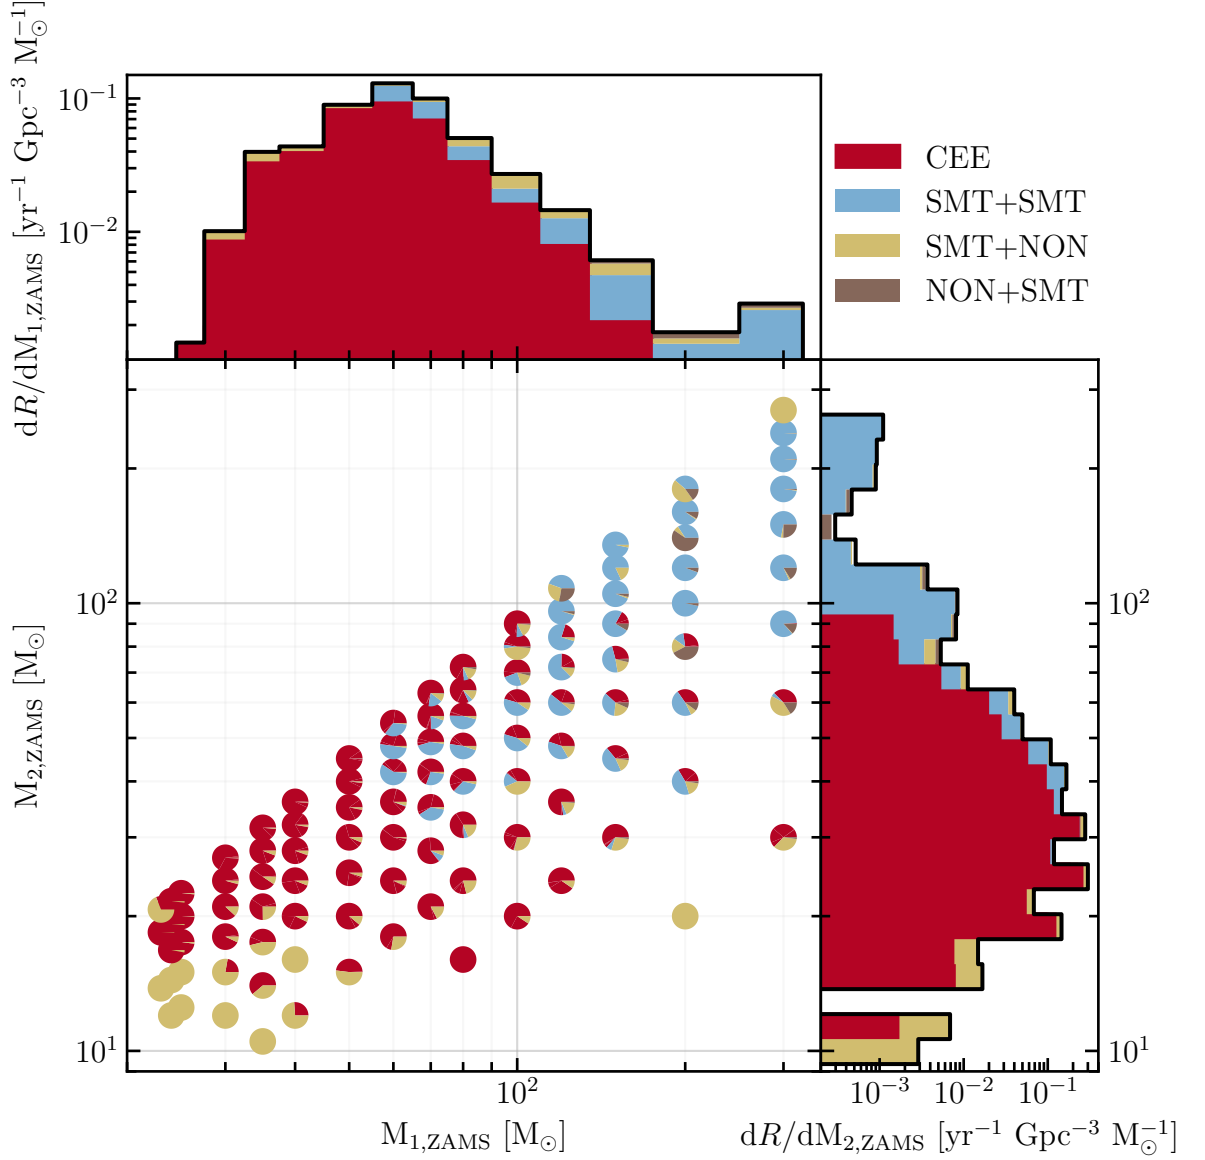 dR/dM₁,ZAMS [yr⁻¹ Gpc⁻³ M⊙⁻¹]
10⁻¹
10⁻²
CEE
SMT+SMT
SMT+NON
NON+SMT
M₂,ZAMS [M⊙]
10²
10¹
10²
M₁,ZAMS [M⊙]
10²
10¹
10⁻³ 10⁻² 10⁻¹
dR/dM₂,ZAMS [yr⁻¹ Gpc⁻³ M⊙⁻¹]